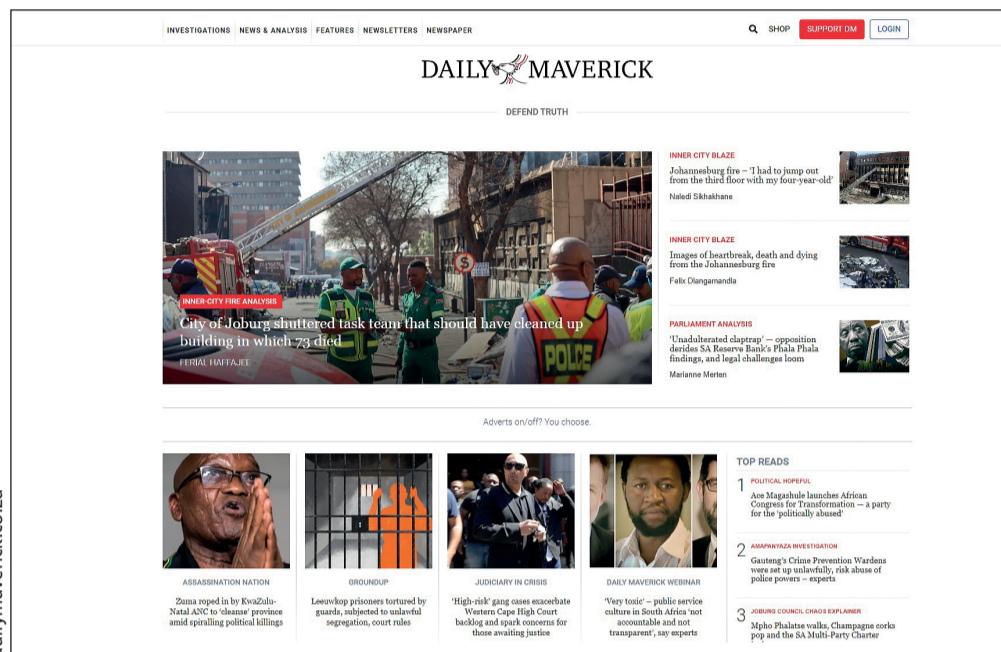 INVESTIGATIONS NEWS & ANALYSIS FEATURES NEWSLETTERS NEWSPAPER
SHOP SUPPORT DM LOGIN
DAILY MAVERICK
DEFEND TRUTH
POLICE
INNER-CITY FIRE ANALYSIS
City of Joburg shuttered task team that should have cleaned up
building in which 73 died
FERIAL HAFFAJEE
INNER CITY BLAZE
Johannesburg fire – ‘I had to jump out
from the third floor with my four-year-old’
Naledi Sikhakhane
INNER CITY BLAZE
Images of heartbreak, death and dying
from the Johannesburg fire
Felix Dlangamandla
PARLIAMENT ANALYSIS
‘Unadulterated claptrap’ — opposition
derides SA Reserve Bank’s Phala Phala
findings, and legal challenges loom
Marianne Merten
Adverts on/off? You choose.
ASSASSINATION NATION
Zuma roped in by KwaZulu-
Natal ANC to ‘cleanse’ province
amid spiralling political killings
GROUNDUP
Leeuwkop prisoners tortured by
guards, subjected to unlawful
segregation, court rules
JUDICIARY IN CRISIS
‘High-risk’ gang cases exacerbate
Western Cape High Court
backlog and spark concerns for
those awaiting justice
DAILY MAVERICK WEBINAR
‘Very toxic’ – public service
culture in South Africa ‘not
accountable and not
transparent’, say experts
TOP READS
1 POLITICAL HOPEFUL
Ace Magashule launches African
Congress for Transformation — a party
for the ‘politically abused’
2 AMAPANYAZA INVESTIGATION
Gauteng’s Crime Prevention Wardens
were set up unlawfully, risk abuse of
police powers – experts
3 JOBURG COUNCIL CHAOS EXPLAINER
Mpho Phalatse walks, Champagne corks
pop and the SA Multi-Party Charter